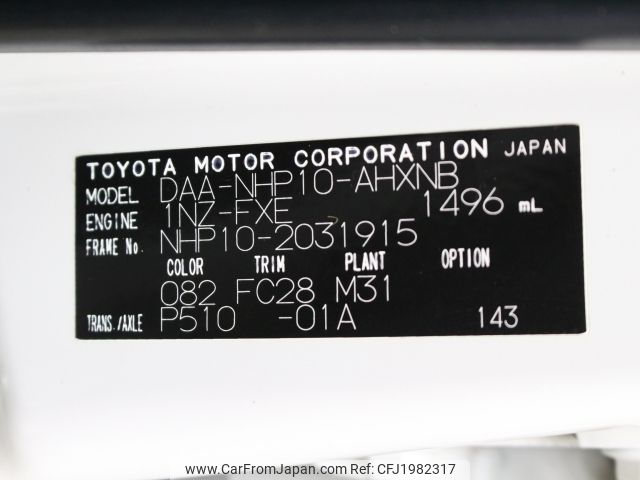 TOYOTA MOTOR CORPORATION JAPAN
MODEL DAA-NHP10-AHXNB
ENGINE 1NZ-FXE 1496 mL
FRAME No. NHP10-2031915
COLOR TRIM PLANT OPTION
082 FC28 M31
TRANS./AXLE P510 -01A 143
www.CarFromJapan.com - Ref No CFJ1982317